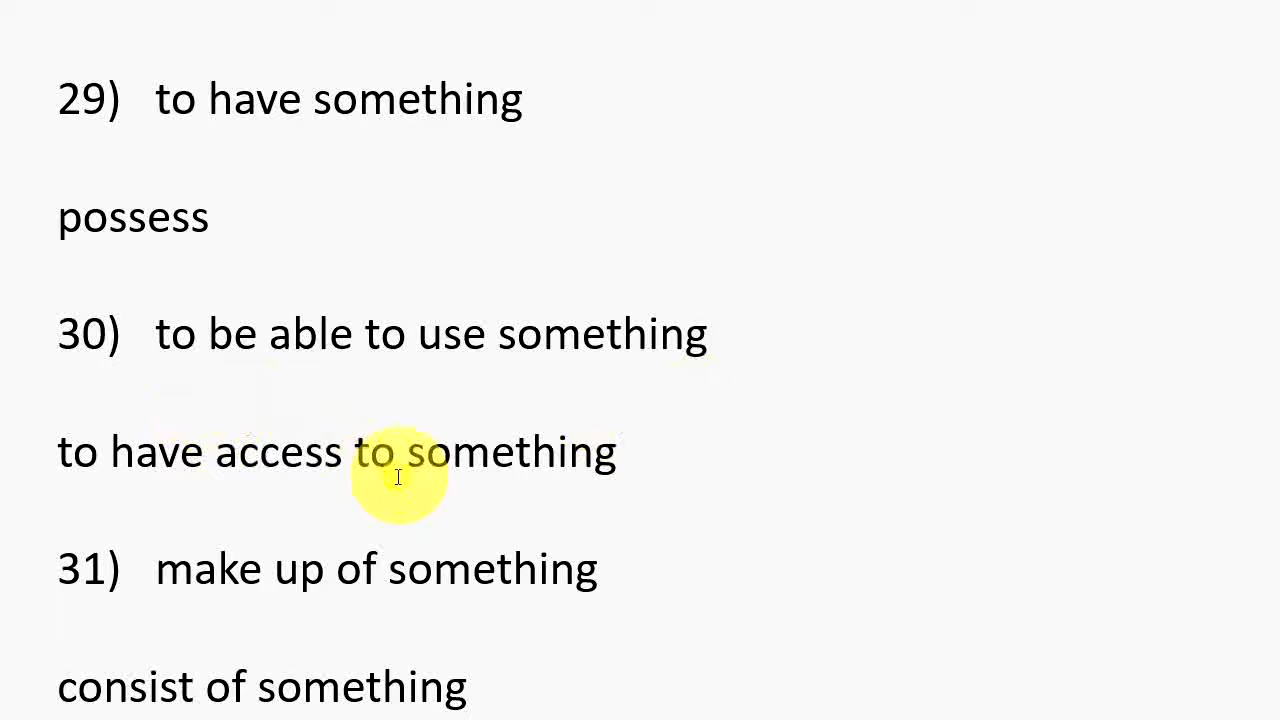 29) to have something
possess
30) to be able to use something
to have access to something
31) make up of something
consist of something